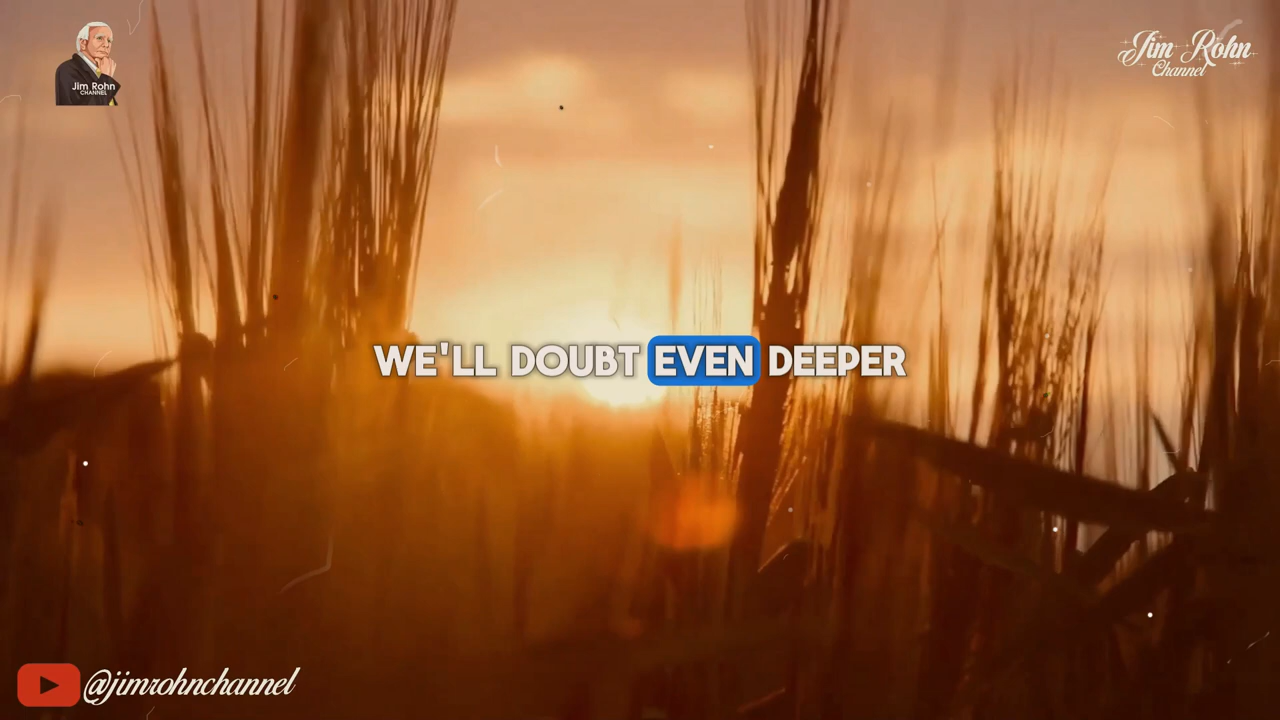 Jim Rohn
CHANNEL
Jim Rohn
Channel
WE'LL DOUBT EVEN DEEPER
@jimrohnchannel